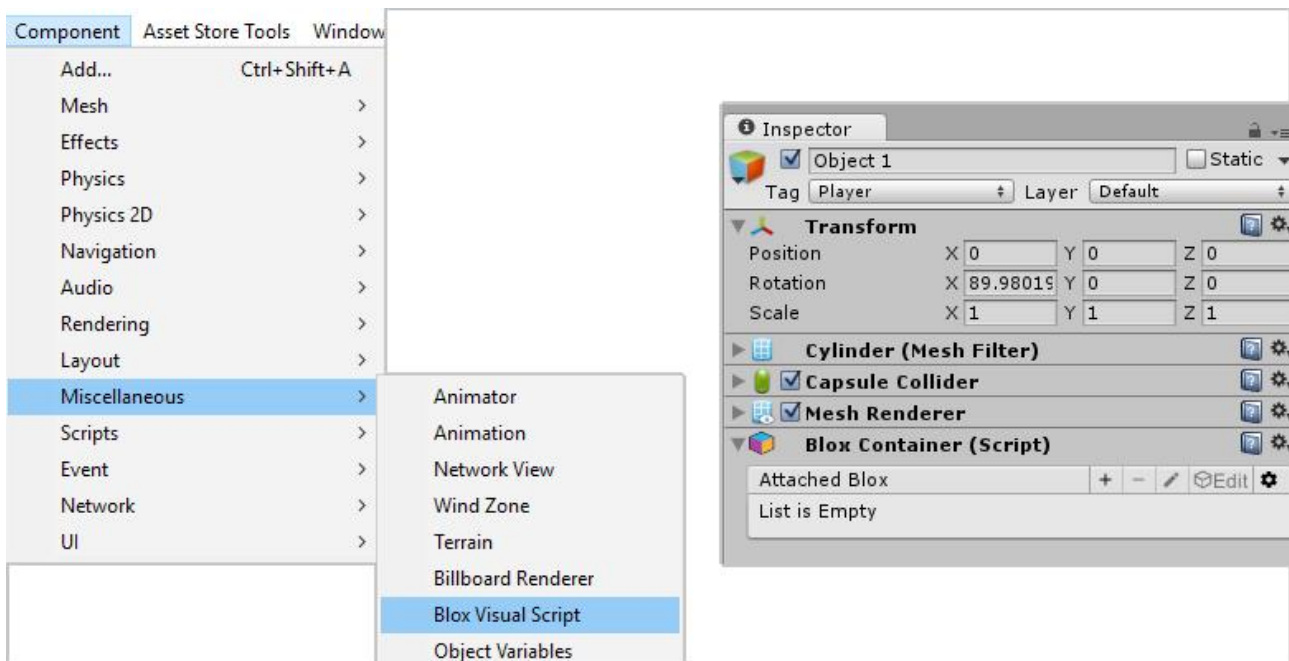 Component Asset Store Tools Window
Add... Ctrl+Shift+A
Mesh
Effects
Physics
Physics 2D
Navigation
Audio
Rendering
Layout
Miscellaneous
Scripts
Event
Network
UI
Animator
Animation
Network View
Wind Zone
Terrain
Billboard Renderer
Blox Visual Script
Object Variables
Inspector
Object 1 Static
Tag Player Layer Default
Transform
Position X 0 Y 0 Z 0
Rotation X 89.98019 Y 0 Z 0
Scale X 1 Y 1 Z 1
Cylinder (Mesh Filter)
Capsule Collider
Mesh Renderer
Blox Container (Script)
Attached Blox + − Edit
List is Empty